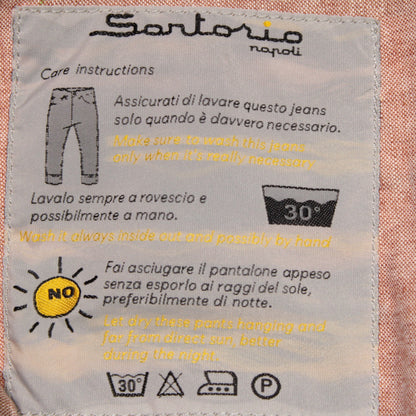 Sartorio
napoli
Care instructions
Assicurati di lavare questo jeans
solo quando è davvero necessario.
Make sure to wash this jeans
only when it's really necessary.
Lavalo sempre a rovescio e
possibilmente a mano.
30°
Wash it always inside out and possibly by hand.
NO
Fai asciugare il pantalone appeso
senza esporlo ai raggi del sole,
preferibilmente di notte.
Let dry these jeans hanging and
far from direct sun, better
during the night.
30° P